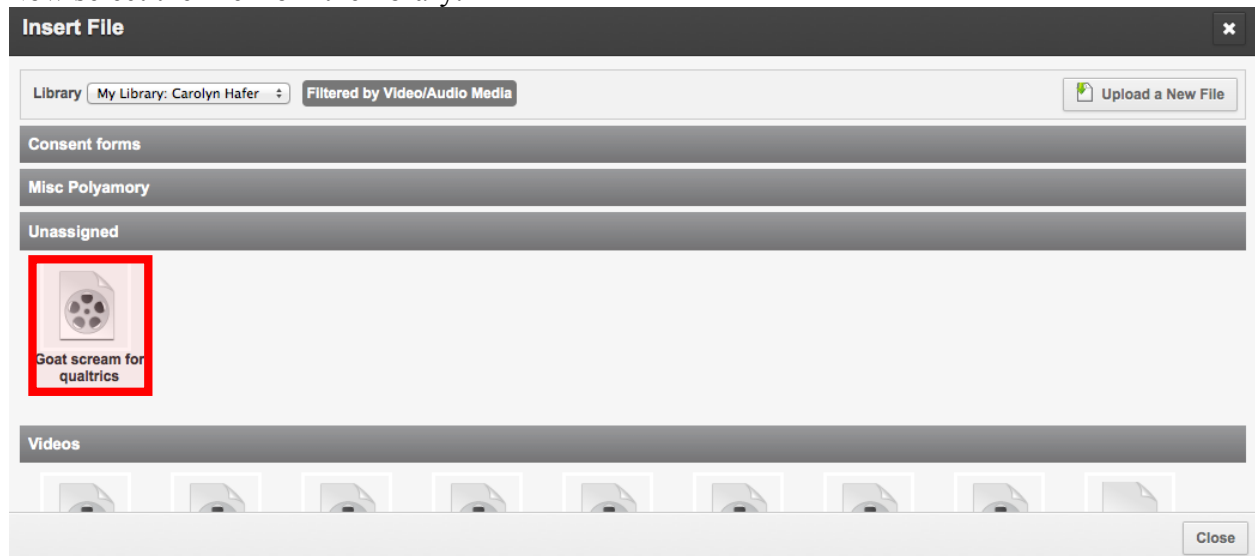 Insert File
Library My Library: Carolyn Hafer Filtered by Video/Audio Media Upload a New File
Consent forms
Misc Polyamory
Unassigned
Goat scream for
qualtrics
Videos
Close